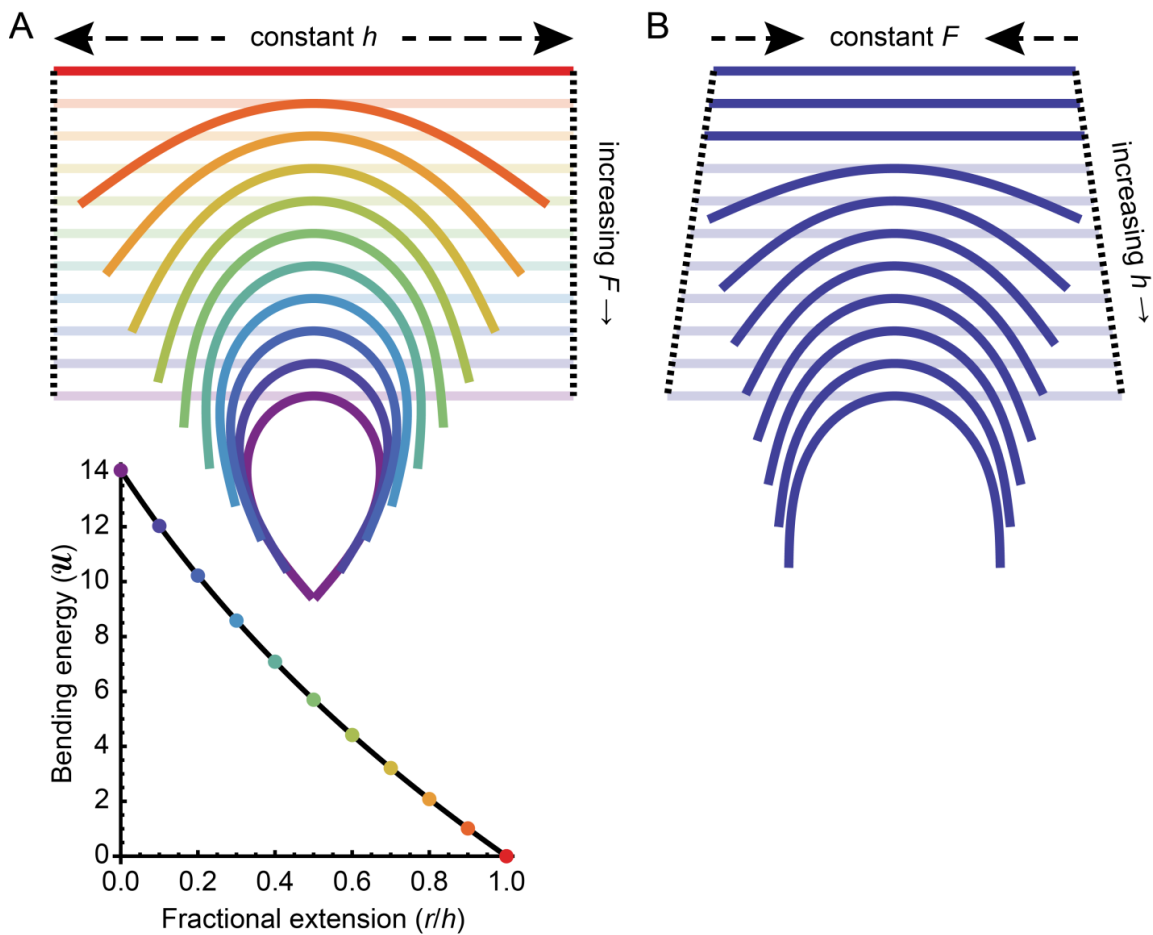 A
constant h
B
constant F
increasing F →
increasing h →
14
12
10
8
6
4
2
0
Bending energy (𝓤)
0.0 0.2 0.4 0.6 0.8 1.0
Fractional extension (r/h)